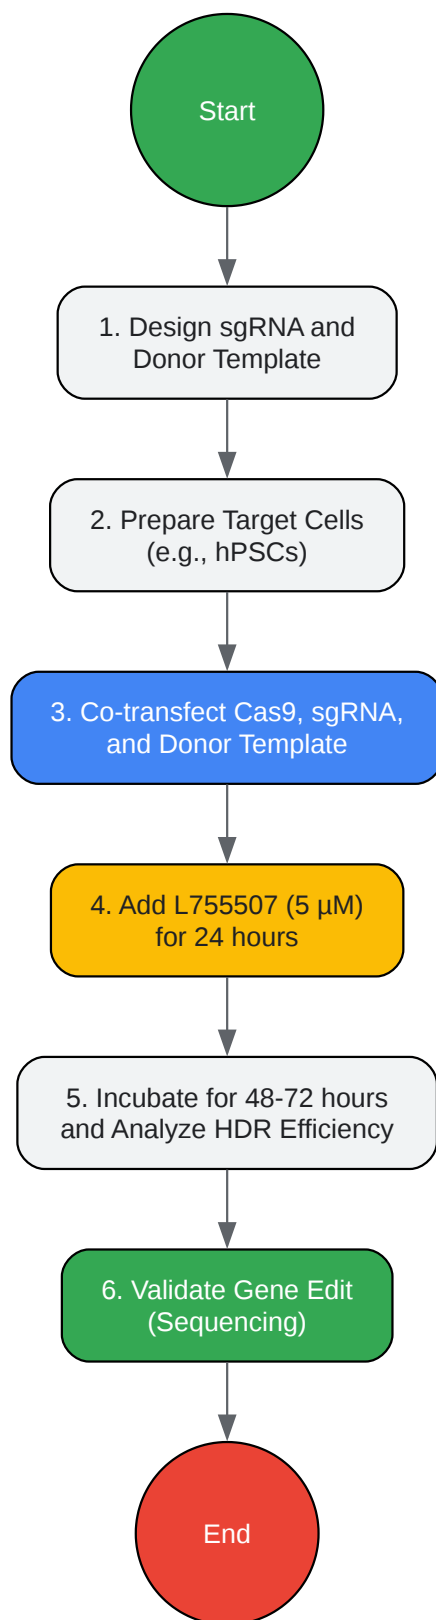 Start
1. Design sgRNA and
Donor Template
2. Prepare Target Cells
(e.g., hPSCs)
3. Co-transfect Cas9, sgRNA,
and Donor Template
4. Add L755507 (5 µM)
for 24 hours
5. Incubate for 48-72 hours
and Analyze HDR Efficiency
6. Validate Gene Edit
(Sequencing)
End